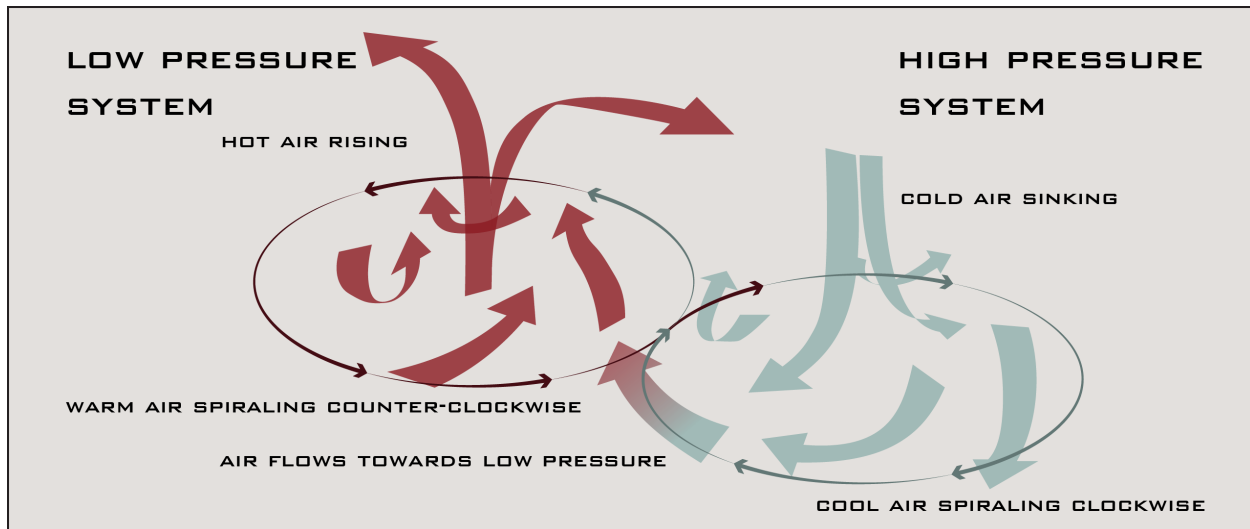 LOW PRESSURE
SYSTEM
HOT AIR RISING
HIGH PRESSURE
SYSTEM
COLD AIR SINKING
WARM AIR SPIRALING COUNTER-CLOCKWISE
AIR FLOWS TOWARDS LOW PRESSURE
COOL AIR SPIRALING CLOCKWISE